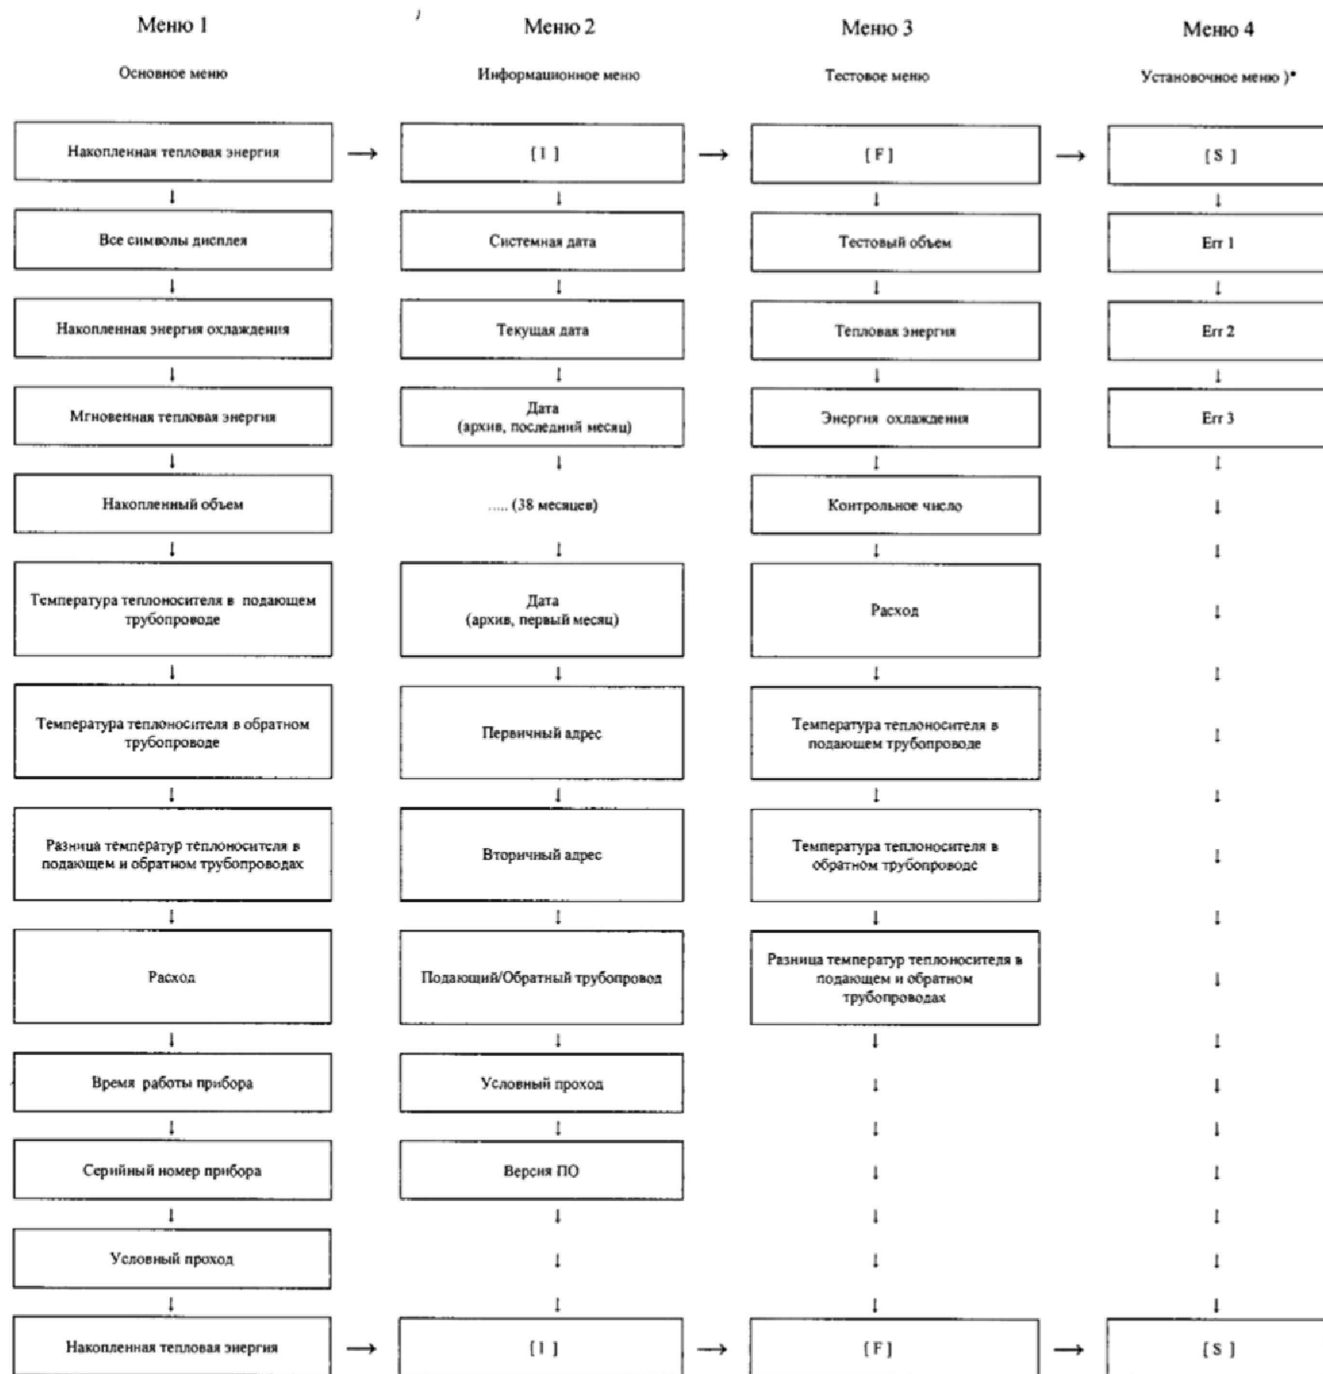 Меню 1
Основное меню
Накопленная тепловая энергия
Все символы дисплея
Накопленная энергия охлаждения
Мгновенная тепловая энергия
Накопленный объем
Температура теплоносителя в подающем
трубопроводе
Температура теплоносителя в обратном
трубопроводе
Разница температур теплоносителя в
подающем и обратном трубопроводах
Расход
Время работы прибора
Серийный номер прибора
Условный проход
Накопленная тепловая энергия
Меню 2
Информационное меню
[ I ]
Системная дата
Текущая дата
Дата
(архив, последний месяц)
..... (38 месяцев)
Дата
(архив, первый месяц)
Первичный адрес
Вторичный адрес
Подающий/Обратный трубопровод
Условный проход
Версия ПО
[ I ]
Меню 3
Тестовое меню
[ F ]
Тестовый объем
Тепловая энергия
Энергия охлаждения
Контрольное число
Расход
Температура теплоносителя в
подающем трубопроводе
Температура теплоносителя в
обратном трубопроводе
Разница температур теплоносителя в
подающем и обратном
трубопроводах
[ F ]
Меню 4
Установочное меню )*
[ S ]
Err 1
Err 2
Err 3
[ S ]